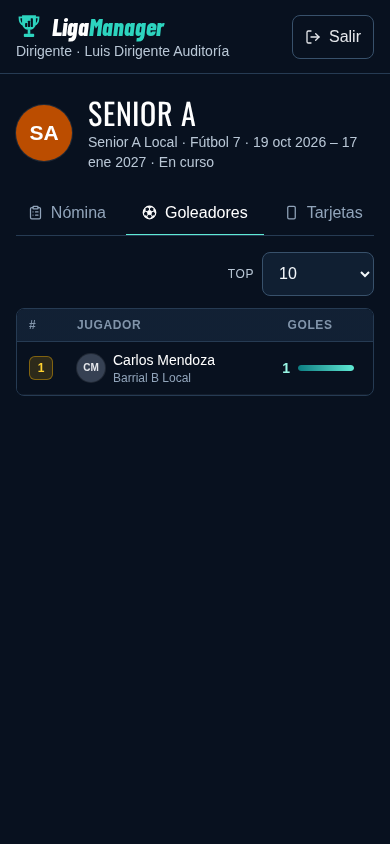 LigaManager
Dirigente · Luis Dirigente Auditoría
Salir
SA
SENIOR A
Senior A Local · Fútbol 7 · 19 oct 2026 – 17
ene 2027 · En curso
Nómina
Goleadores
Tarjetas
TOP
10
# JUGADOR GOLES
1
CM
Carlos Mendoza
Barrial B Local
1